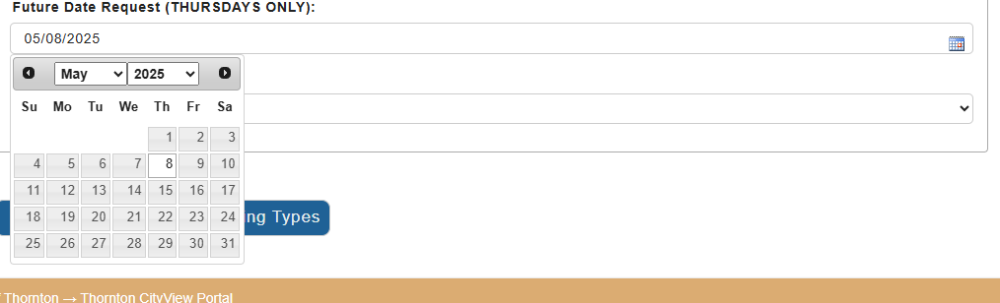 Future Date Request (THURSDAYS ONLY):
05/08/2025
May 2025
Su Mo Tu We Th Fr Sa
1 2 3
4 5 6 7 8 9 10
11 12 13 14 15 16 17
18 19 20 21 22 23 24
25 26 27 28 29 30 31
ng Types
Thornton → Thornton CityView Portal